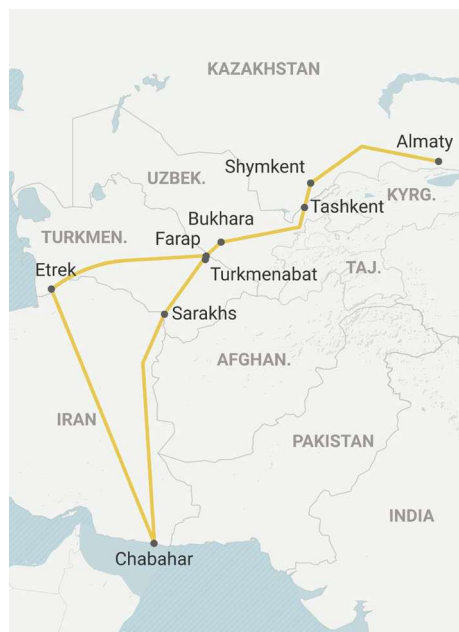 KAZAKHSTAN
Almaty
Shymkent
UZBEK.
KYRG.
Tashkent
Bukhara
TURKMEN.
Farap
Etrek
Turkmenabat
TAJ.
Sarakhs
AFGHAN.
IRAN
PAKISTAN
INDIA
Chabahar